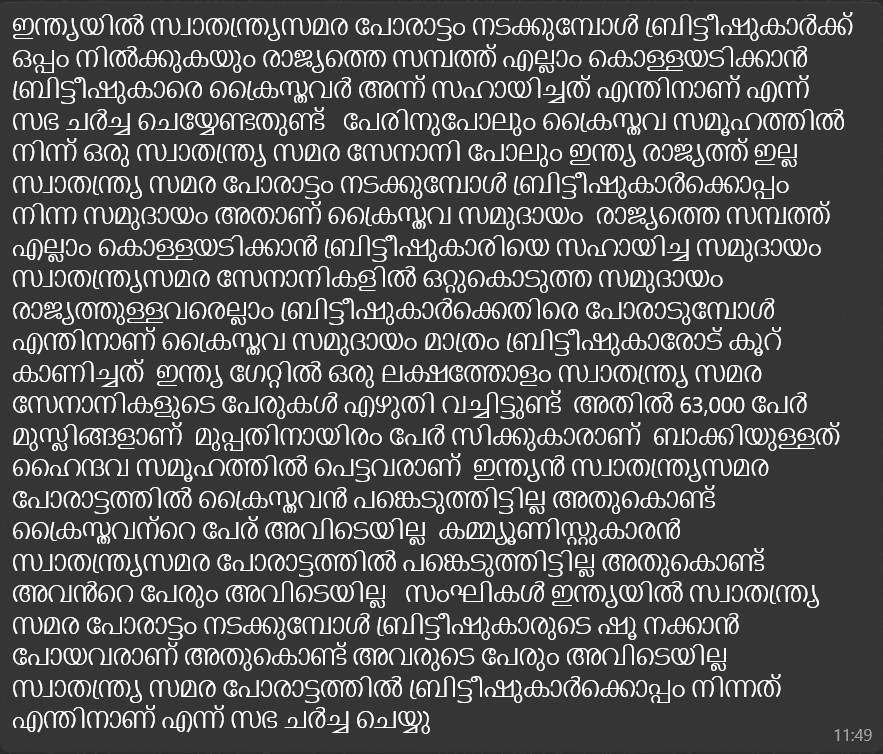 ഇന്ത്യയിൽ സ്വാതന്ത്ര്യസമര പോരാട്ടം നടക്കുമ്പോൾ ബ്രിട്ടീഷുകാർക്ക്
ഒപ്പം നിൽക്കുകയും രാജ്യത്തെ സമ്പത്ത് എല്ലാം കൊള്ളയടിക്കാൻ
ബ്രിട്ടീഷുകാരെ ക്രൈസ്തവർ അന്ന് സഹായിച്ചത് എന്തിനാണ് എന്ന്
സഭ ചർച്ച ചെയ്യേണ്ടതുണ്ട്   പേരിനുപോലും ക്രൈസ്തവ സമൂഹത്തിൽ
നിന്ന് ഒരു സ്വാതന്ത്ര്യ സമര സേനാനി പോലും ഇന്ത്യ രാജ്യത്ത് ഇല്ല
സ്വാതന്ത്ര്യ സമര പോരാട്ടം നടക്കുമ്പോൾ ബ്രിട്ടീഷുകാർക്കൊപ്പം
നിന്ന സമുദായം അതാണ് ക്രൈസ്തവ സമുദായം  രാജ്യത്തെ സമ്പത്ത്
എല്ലാം കൊള്ളയടിക്കാൻ ബ്രിട്ടീഷുകാരിയെ സഹായിച്ച സമുദായം
സ്വാതന്ത്ര്യസമര സേനാനികളിൽ ഒറ്റുകൊടുത്ത സമുദായം
രാജ്യത്തുള്ളവരെല്ലാം ബ്രിട്ടീഷുകാർക്കെതിരെ പോരാടുമ്പോൾ
എന്തിനാണ് ക്രൈസ്തവ സമുദായം മാത്രം ബ്രിട്ടീഷുകാരോട് കൂറ്
കാണിച്ചത്  ഇന്ത്യ ഗേറ്റിൽ ഒരു ലക്ഷത്തോളം സ്വാതന്ത്ര്യ സമര
സേനാനികളുടെ പേരുകൾ എഴുതി വച്ചിട്ടുണ്ട്  അതിൽ 63,000 പേർ
മുസ്ലിങ്ങളാണ്  മുപ്പതിനായിരം പേർ സിക്കുകാരാണ്  ബാക്കിയുള്ളത്
ഹൈന്ദവ സമൂഹത്തിൽ പെട്ടവരാണ്  ഇന്ത്യൻ സ്വാതന്ത്ര്യസമര
പോരാട്ടത്തിൽ ക്രൈസ്തവൻ പങ്കെടുത്തിട്ടില്ല അതുകൊണ്ട്
ക്രൈസ്തവന്റെ പേര് അവിടെയില്ല  കമ്മ്യൂണിസ്റ്റുകാരൻ
സ്വാതന്ത്ര്യസമര പോരാട്ടത്തിൽ പങ്കെടുത്തിട്ടില്ല അതുകൊണ്ട്
അവൻറെ പേരും അവിടെയില്ല   സംഘികൾ ഇന്ത്യയിൽ സ്വാതന്ത്ര്യ
സമര പോരാട്ടം നടക്കുമ്പോൾ ബ്രിട്ടീഷുകാരുടെ ഷൂ നക്കാൻ
പോയവരാണ് അതുകൊണ്ട് അവരുടെ പേരും അവിടെയില്ല
സ്വാതന്ത്ര്യ സമര പോരാട്ടത്തിൽ ബ്രിട്ടീഷുകാർക്കൊപ്പം നിന്നത്
എന്തിനാണ് എന്ന് സഭ ചർച്ച ചെയ്യു
11:49